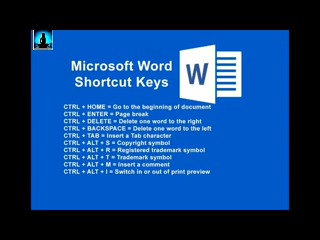 Microsoft Word
Shortcut Keys
W
CTRL + HOME = Go to the beginning of document
CTRL + ENTER = Page break
CTRL + DELETE = Delete one word to the right
CTRL + BACKSPACE = Delete one word to the left
CTRL + TAB = Insert a Tab character
CTRL + ALT + S = Copyright symbol
CTRL + ALT + R = Registered trademark symbol
CTRL + ALT + T = Trademark symbol
CTRL + ALT + M = Insert a comment
CTRL + ALT + I = Switch in or out of print preview